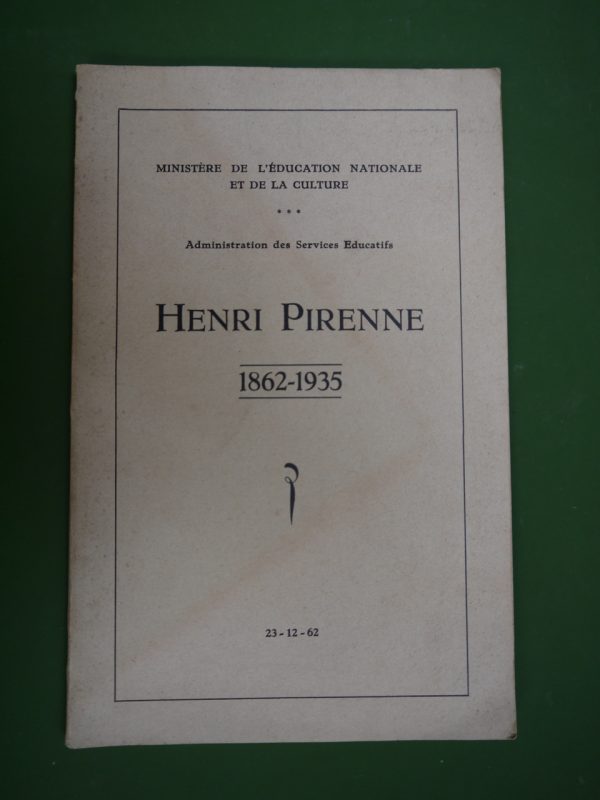 MINISTÈRE DE L'ÉDUCATION NATIONALE
ET DE LA CULTURE
***
Administration des Services Educatifs
HENRI PIRENNE
1862-1935
23-12-62